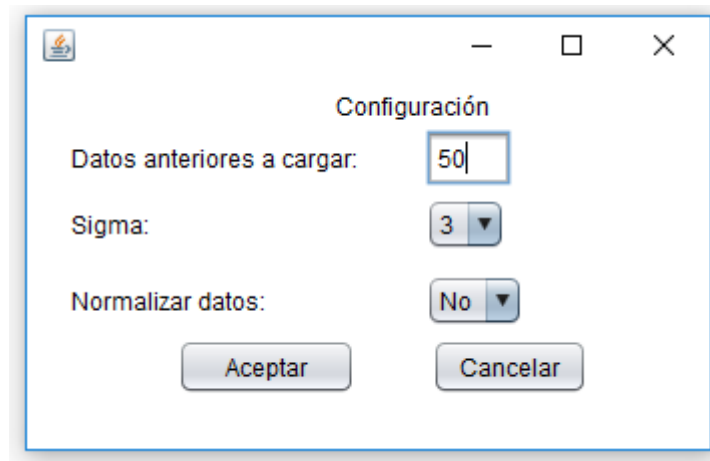 Configuración
Datos anteriores a cargar: 50
Sigma: 3
Normalizar datos: No
Aceptar Cancelar